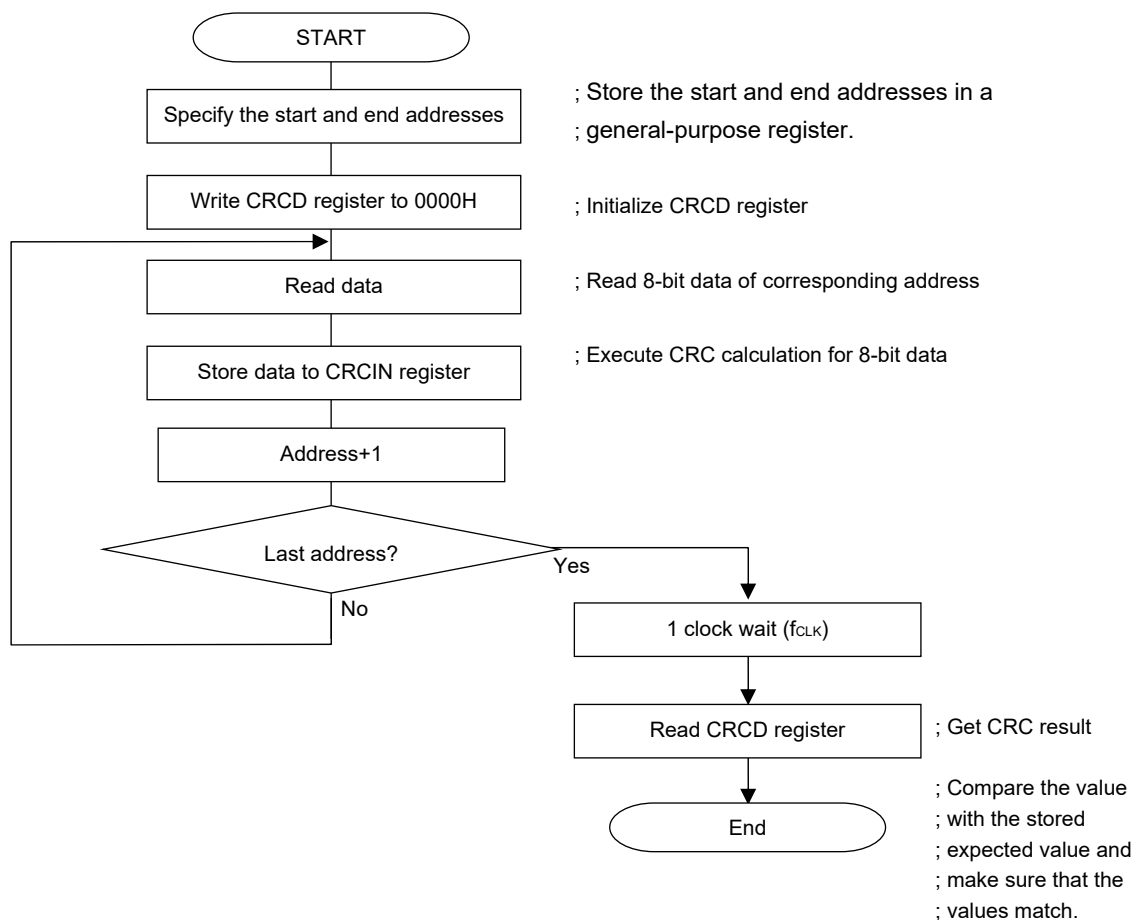 START
Specify the start and end addresses
; Store the start and end addresses in a
; general-purpose register.
Write CRCD register to 0000H
; Initialize CRCD register
Read data
; Read 8-bit data of corresponding address
Store data to CRCIN register
; Execute CRC calculation for 8-bit data
Address+1
Last address?
Yes
No
1 clock wait (fCLK)
Read CRCD register
; Get CRC result
End
; Compare the value
; with the stored
; expected value and
; make sure that the
; values match.